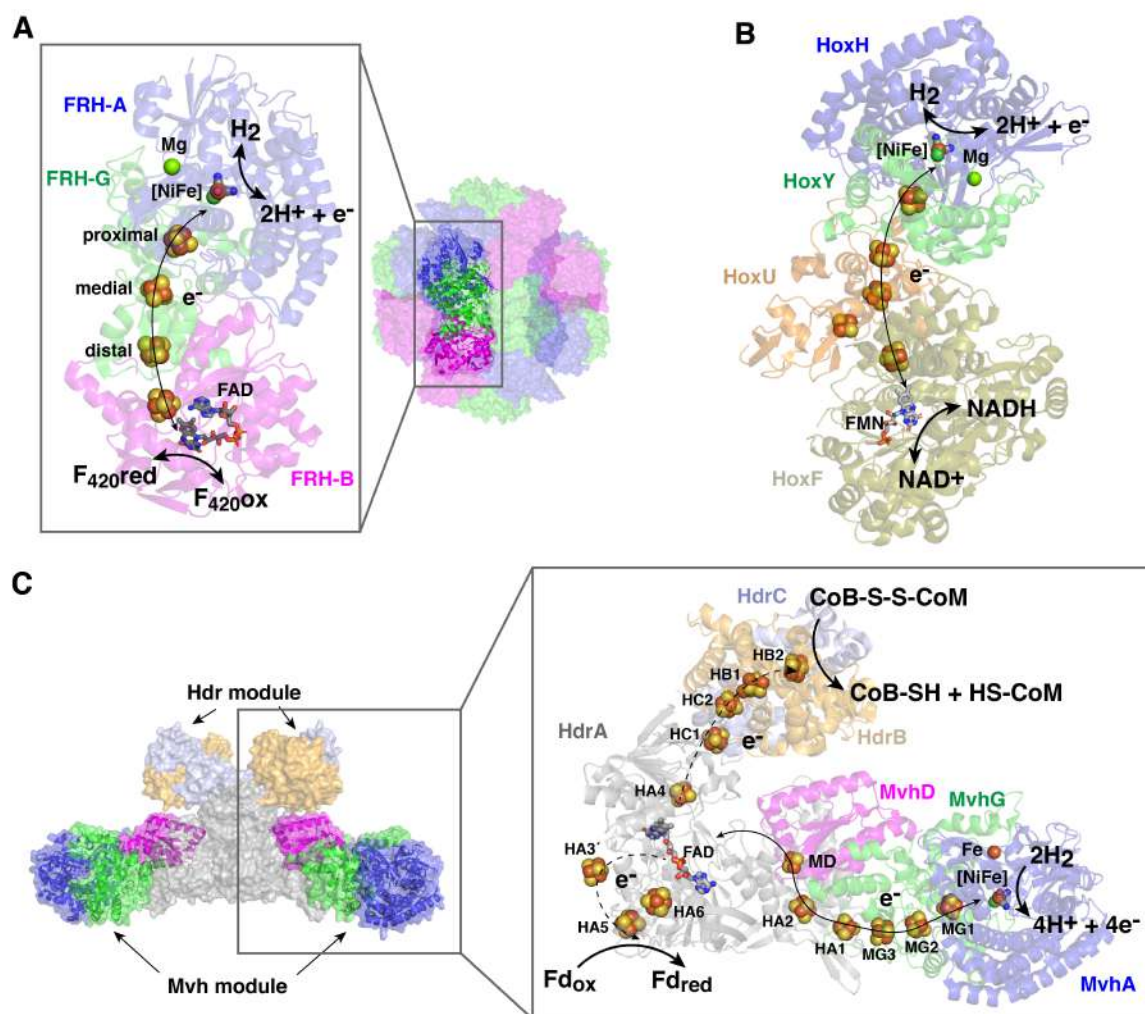 A
FRH-A
H2
Mg
FRH-G
[NiFe]
2H+ + e-
proximal
medial
e-
distal
FAD
F420red
F420ox
FRH-B
B
HoxH
H2
2H+ + e-
[NiFe]
Mg
HoxY
HoxU
e-
FMN
NADH
NAD+
HoxF
C
Hdr module
Mvh module
HdrC
CoB-S-S-CoM
HB2
HB1
HC2
CoB-SH + HS-CoM
HdrA
HC1
e-
HdrB
HA4
MvhD
MvhG
HA3´
FAD
MD
Fe
2H2
[NiFe]
e-
e-
HA6
HA5
HA2
HA1
MG3
MG2
MG1
4H+ + 4e-
Fdox
Fdred
MvhA